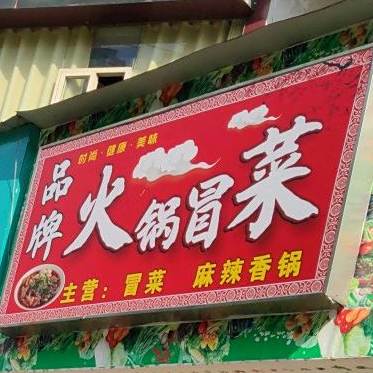 时尚·健康·美味
品牌火锅冒菜
主营：冒菜 麻辣香锅